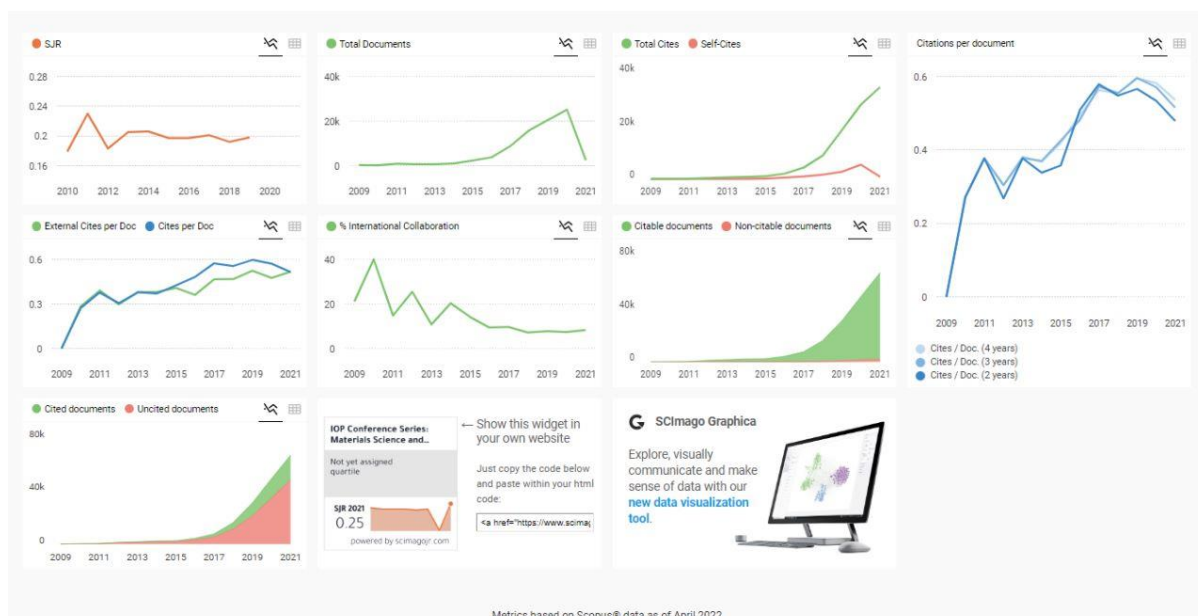 SJR
0.28
0.24
0.2
0.16
2010 2012 2014 2016 2018 2020
Total Documents
40k
20k
0
2009 2011 2013 2015 2017 2019 2021
Total Cites Self-Cites
40k
20k
0
2009 2011 2013 2015 2017 2019 2021
Citations per document
0.6
0.4
0.2
0
2009 2011 2013 2015 2017 2019 2021
Cites / Doc. (4 years)
Cites / Doc. (3 years)
Cites / Doc. (2 years)
External Cites per Doc Cites per Doc
0.6
0.3
0
2009 2011 2013 2015 2017 2019 2021
% International Collaboration
40
20
0
2009 2011 2013 2015 2017 2019 2021
Citable documents Non-citable documents
80k
40k
0
2009 2011 2013 2015 2017 2019 2021
Cited documents Uncited documents
80k
40k
0
2009 2011 2013 2015 2017 2019 2021
IOP Conference Series:
Materials Science and...
Not yet assigned
quartile
SJR 2021
0.25
powered by scimagojr.com
← Show this widget in
your own website
Just copy the code below
and paste within your html
code:
<a href="https://www.scimag
G SCImago Graphica
Explore, visually
communicate and make
sense of data with our
new data visualization
tool.
Metrics based on Scopus® data as of April 2022